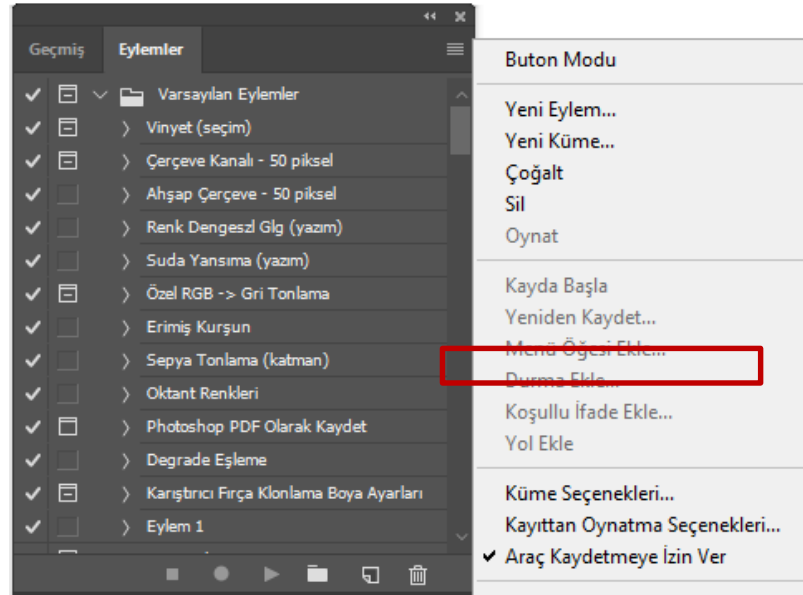 Geçmiş
Eylemler
Varsayılan Eylemler
Vinyet (seçim)
Çerçeve Kanalı - 50 piksel
Ahşap Çerçeve - 50 piksel
Renk Dengeszl Glg (yazım)
Suda Yansıma (yazım)
Özel RGB -> Gri Tonlama
Erimiş Kurşun
Sepya Tonlama (katman)
Oktant Renkleri
Photoshop PDF Olarak Kaydet
Degrade Eşleme
Karıştırıcı Fırça Klonlama Boya Ayarları
Eylem 1
Buton Modu
Yeni Eylem...
Yeni Küme...
Çoğalt
Sil
Oynat
Kayda Başla
Yeniden Kaydet...
Menü Öğesi Ekle...
Durma Ekle...
Koşullu İfade Ekle...
Yol Ekle
Küme Seçenekleri...
Kayıttan Oynatma Seçenekleri...
Araç Kaydetmeye İzin Ver